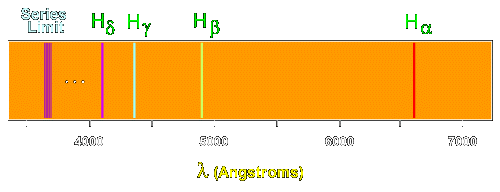 Series
Limit
Hδ Hγ Hβ Hα
...
4000 5000 6000 7000
λ (Angstroms)